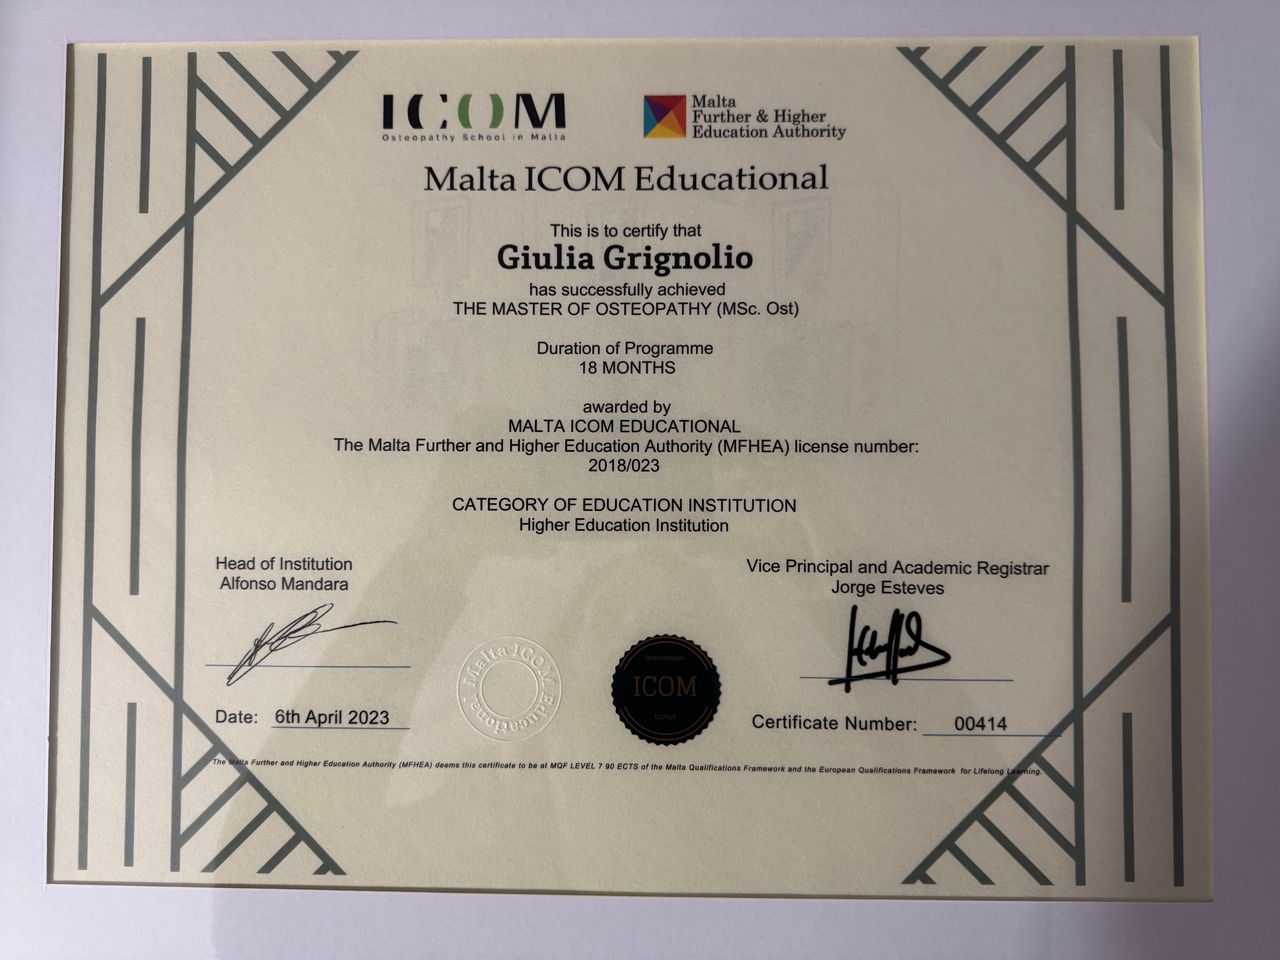 ICOM
Osteopathy School in Malta
Malta
Further & Higher
Education Authority
Malta ICOM Educational
This is to certify that
Giulia Grignolio
has successfully achieved
THE MASTER OF OSTEOPATHY (MSc. Ost)
Duration of Programme
18 MONTHS
awarded by
MALTA ICOM EDUCATIONAL
The Malta Further and Higher Education Authority (MFHEA) license number:
2018/023
CATEGORY OF EDUCATION INSTITUTION
Higher Education Institution
Head of Institution
Alfonso Mandara
Vice Principal and Academic Registrar
Jorge Esteves
Malta ICOM Educational
International
ICOM
College
Date: 6th April 2023
Certificate Number: 00414
The Malta Further and Higher Education Authority (MFHEA) deems this certificate to be at MQF LEVEL 7 90 ECTS of the Malta Qualifications Framework and the European Qualifications Framework for Lifelong Learning.